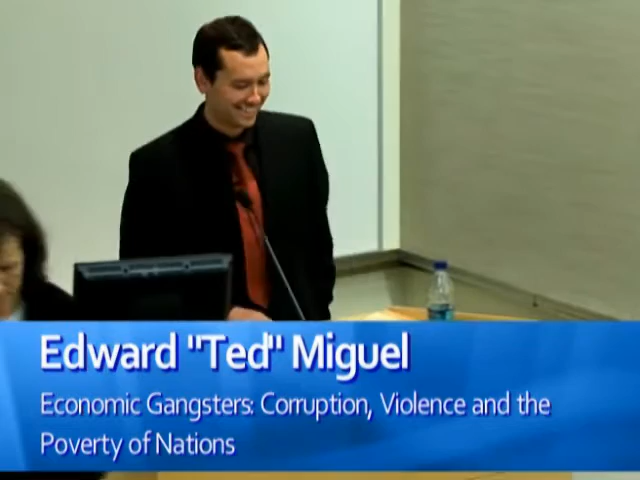 Edward "Ted" Miguel
Economic Gangsters: Corruption, Violence and the
Poverty of Nations